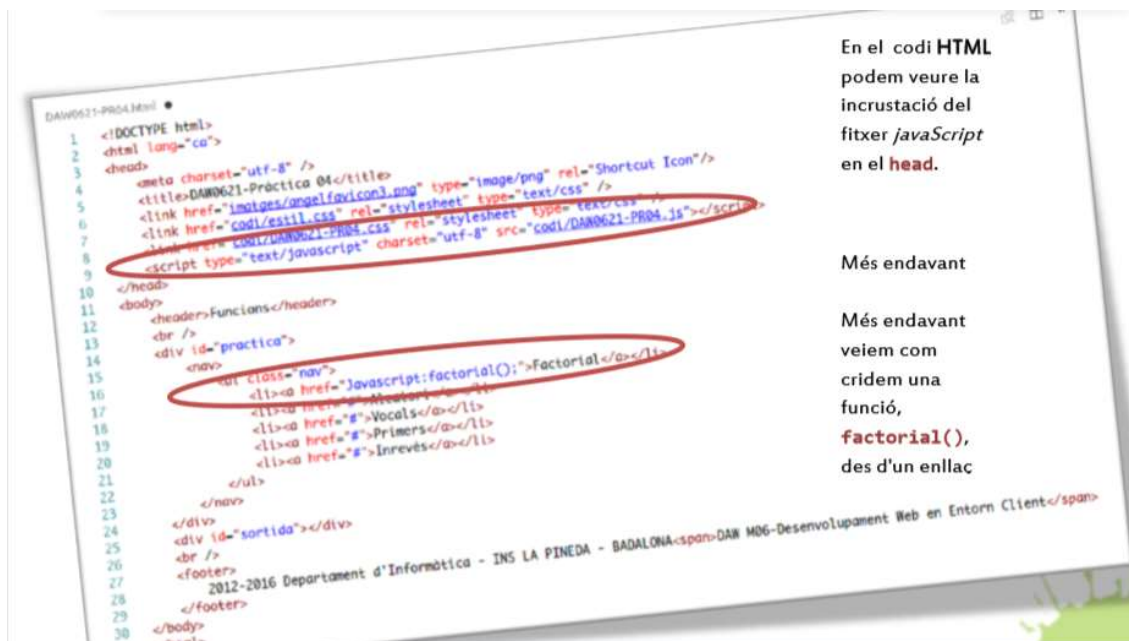 DAW0621-PR04.html ●
1 <!DOCTYPE html>
2 <html lang="ca">
3 <head>
4 <meta charset="utf-8" />
5 <title>DAW0621-Pràctica 04</title>
6 <link href="imatges/angelfavicon3.png" type="image/png" rel="Shortcut Icon"/>
7 <link href="codi/estil.css" rel="stylesheet" type="text/css" />
8 <link href="codi/DAW0621-PR04.css" rel="stylesheet" type="text/css" />
9 <script type="text/javascript" charset="utf-8" src="codi/DAW0621-PR04.js"></script>
10 </head>
11 <body>
12 <header>Funcions</header>
13 <br />
14 <div id="practica">
15 <nav>
16 <ul class="nav">
17 <li><a href="Javascript:factorial();">Factorial</a></li>
18 <li><a href="#">Aleatori</a></li>
19 <li><a href="#">Vocals</a></li>
20 <li><a href="#">Primers</a></li>
21 <li><a href="#">Inrevés</a></li>
22 </ul>
23 </nav>
24 </div>
25 <div id="sortida"></div>
26 <br />
27 <footer>
28 2012-2016 Departament d'Informàtica - INS LA PINEDA - BADALONA<span>DAW M06-Desenvolupament Web en Entorn Client</span>
29 </footer>
30 </body>
En el codi HTML
podem veure la
incrustació del
fitxer javaScript
en el head.
Més endavant
Més endavant
veiem com
cridem una
funció,
factorial(),
des d'un enllaç